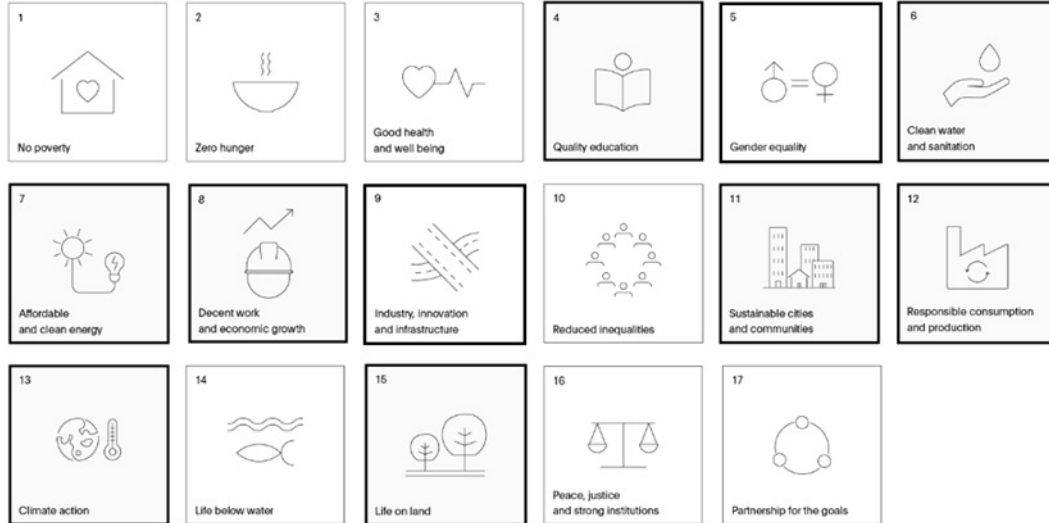 1
No poverty
2
Zero hunger
3
Good health
and well being
4
Quality education
5
Gender equality
6
Clean water
and sanitation
7
Affordable
and clean energy
8
Decent work
and economic growth
9
Industry, innovation
and infrastructure
10
Reduced inequalities
11
Sustainable cities
and communities
12
Responsible consumption
and production
13
Climate action
14
Life below water
15
Life on land
16
Peace, justice
and strong institutions
17
Partnership for the goals